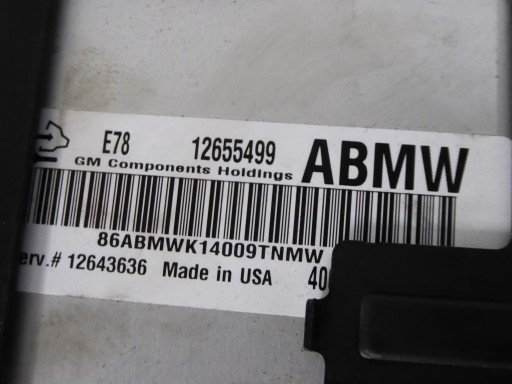 E78 12655499 ABMW
GM Components Holdings
86ABMWK14009TNMW
erv.# 12643636 Made in USA 40